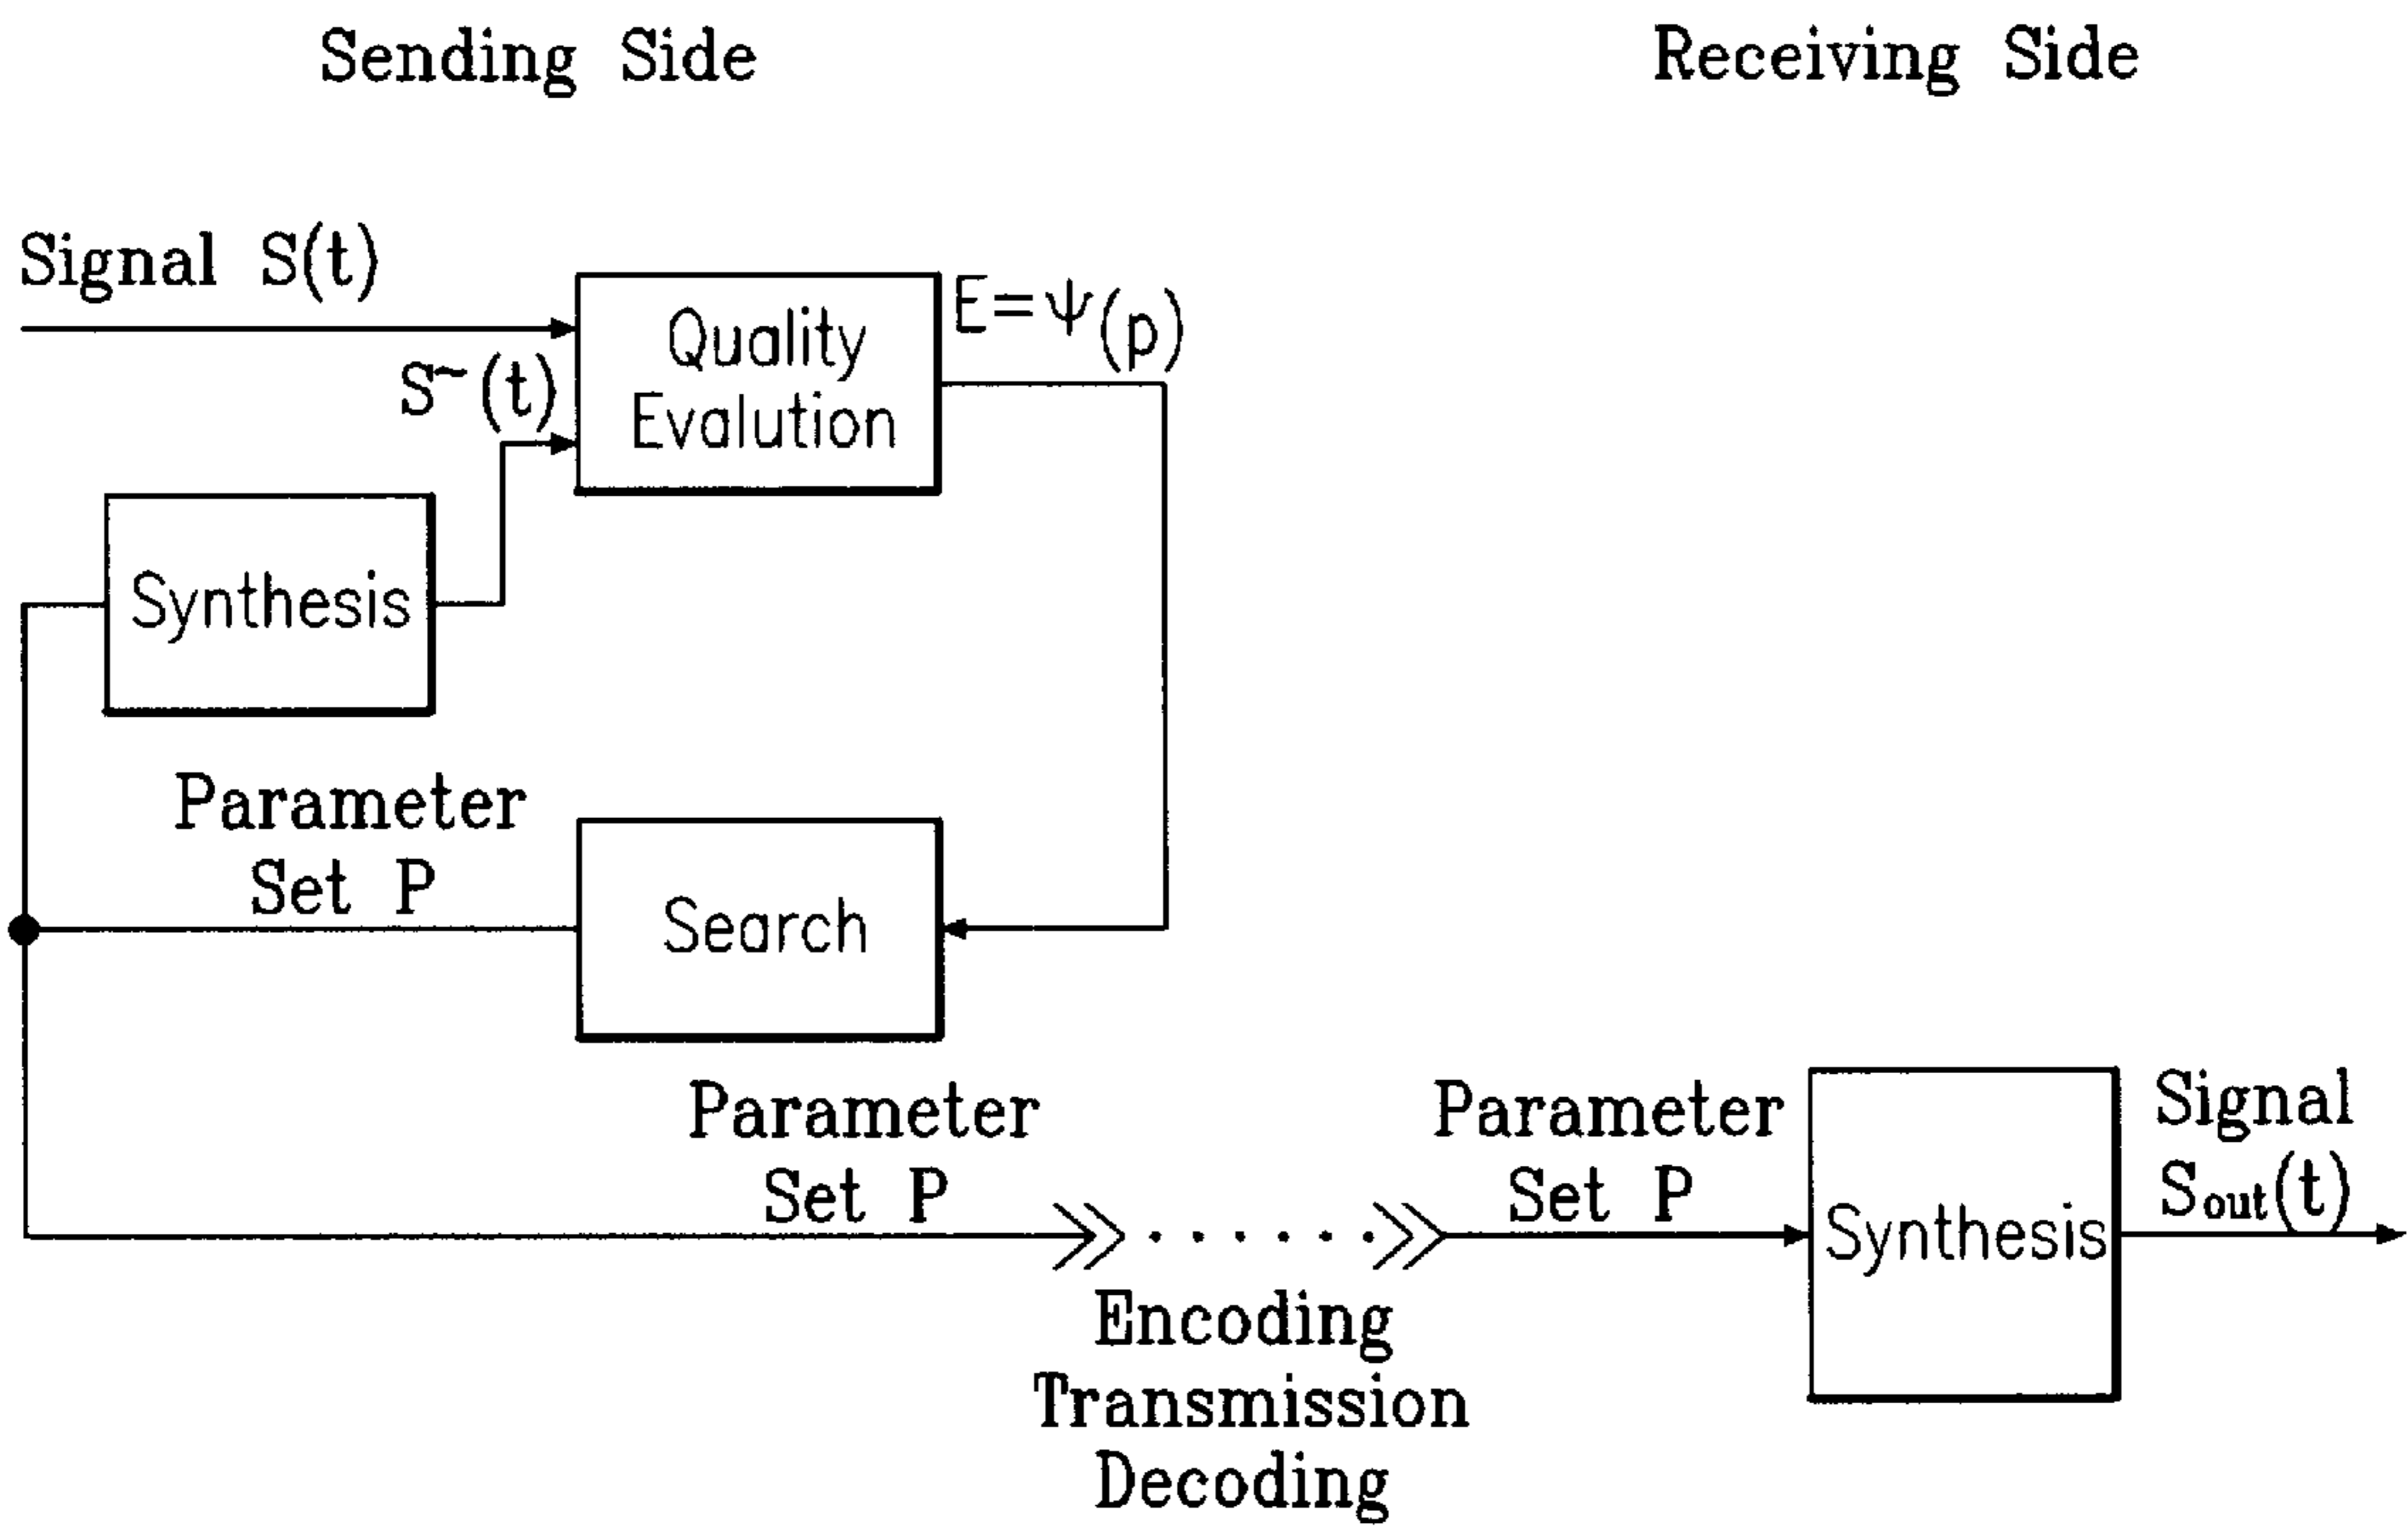 Sending Side
Receiving Side
Signal S(t)
S~(t)
Quality
Evalution
E=ψ(p)
Synthesis
Parameter
Set P
Search
Parameter
Set P
Parameter
Set P
Encoding
Transmission
Decoding
Synthesis
Signal
Sout(t)